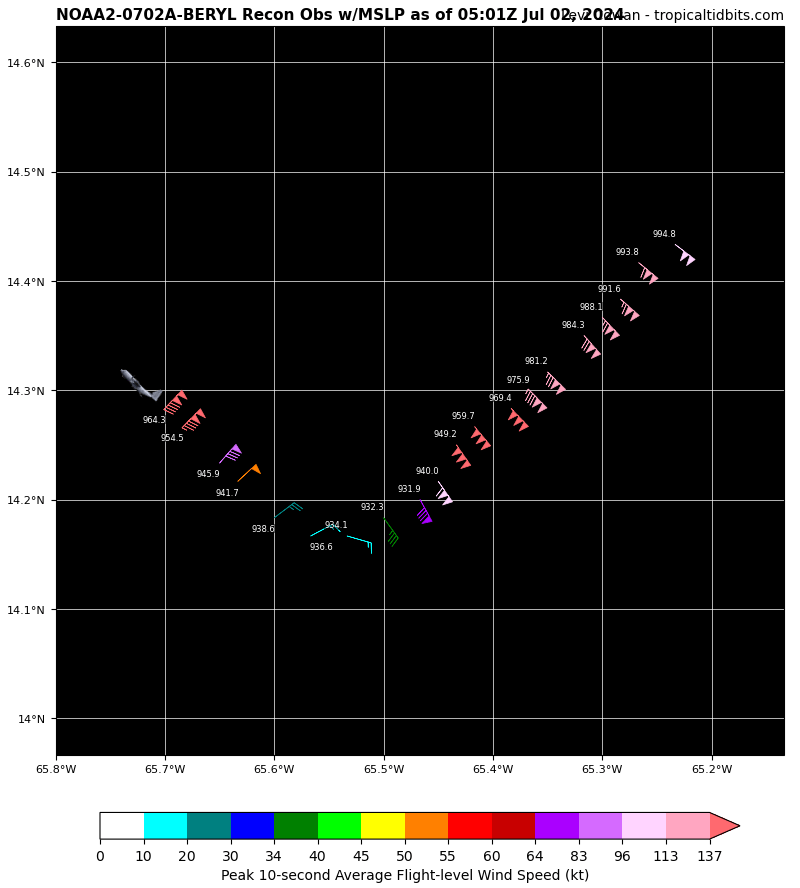 NOAA2-0702A-BERYL Recon Obs w/MSLP as of 05:01Z Jul 02, 2024 Levi Cowan - tropicaltidbits.com
14.6°N
994.8
993.8
14.5°N
991.6
988.1
984.3
14.4°N
981.2
975.9
969.4
14.3°N
964.3
959.7
954.5
949.2
945.9
940.0
941.7
931.9
14.2°N
932.3
938.6
934.1
936.6
14.1°N
14°N
65.8°W 65.7°W 65.6°W 65.5°W 65.4°W 65.3°W 65.2°W
0 10 20 30 34 40 45 50 55 60 64 83 96 113 137
Peak 10-second Average Flight-level Wind Speed (kt)